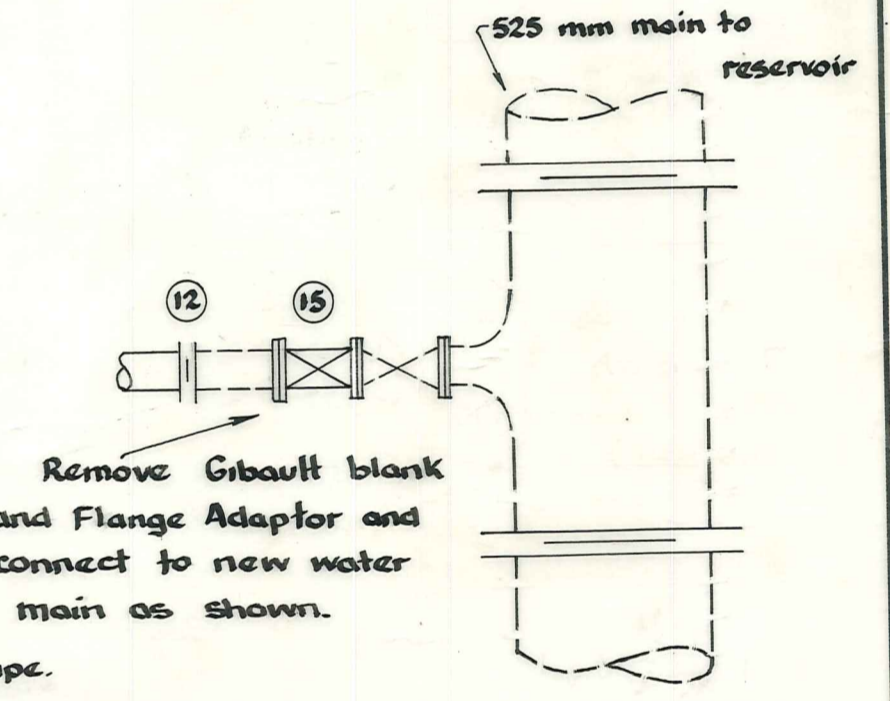 525 mm main to
reservoir
12 15
Remove Gibault blank
and Flange Adaptor and
connect to new water
main as shown.